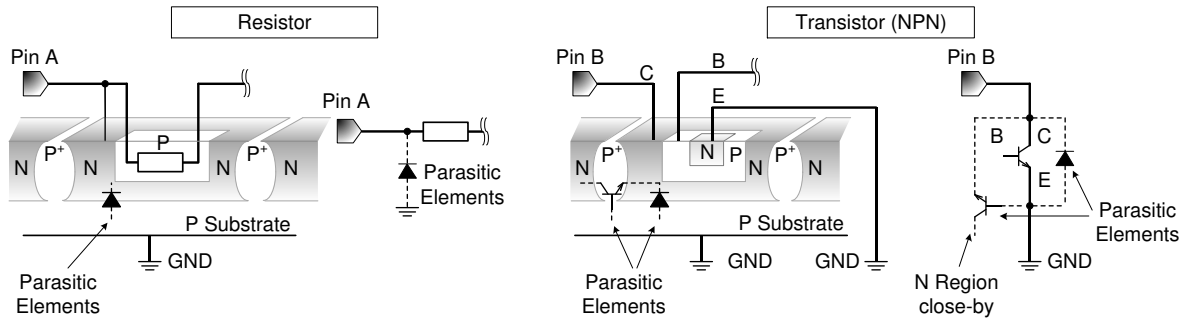 Resistor
Pin A
N
P+
N
P
N
P+
N
P Substrate
GND
Parasitic
Elements
Pin A
Parasitic
Elements
Transistor (NPN)
Pin B
C
B
E
N
P+
N
N
P
N
P+
N
P Substrate
GND
GND
Parasitic
Elements
Pin B
B
C
E
Parasitic
Elements
GND
N Region
close-by